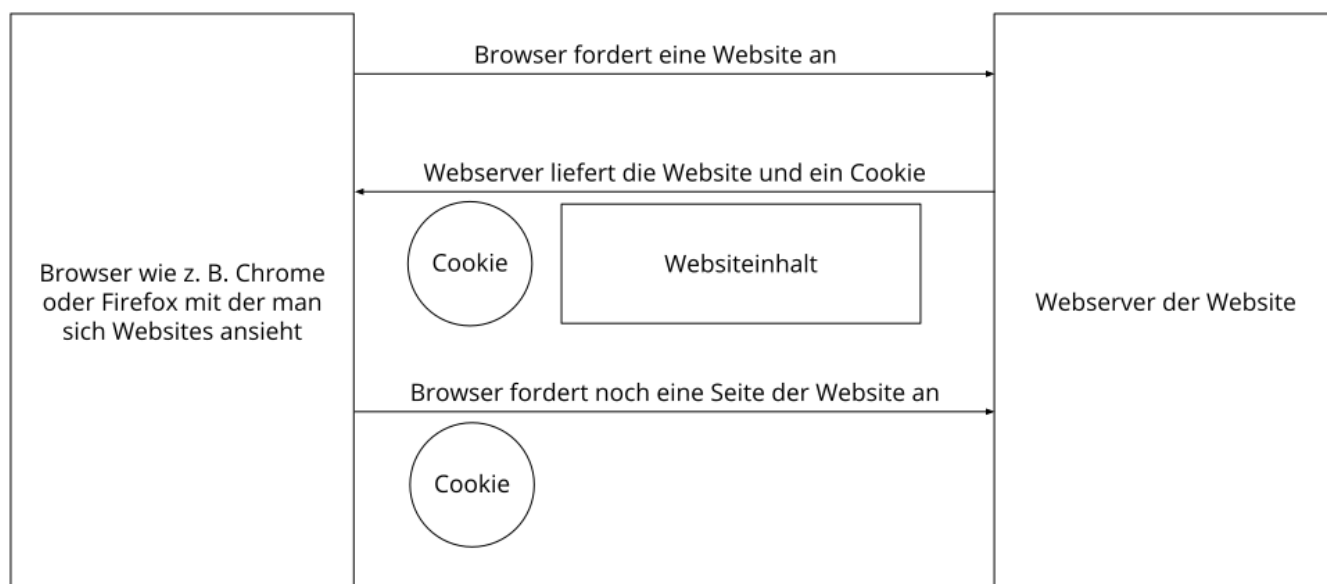 Browser fordert eine Website an
Webserver liefert die Website und ein Cookie
Cookie
Websiteinhalt
Browser wie z. B. Chrome
oder Firefox mit der man
sich Websites ansieht
Webserver der Website
Browser fordert noch eine Seite der Website an
Cookie